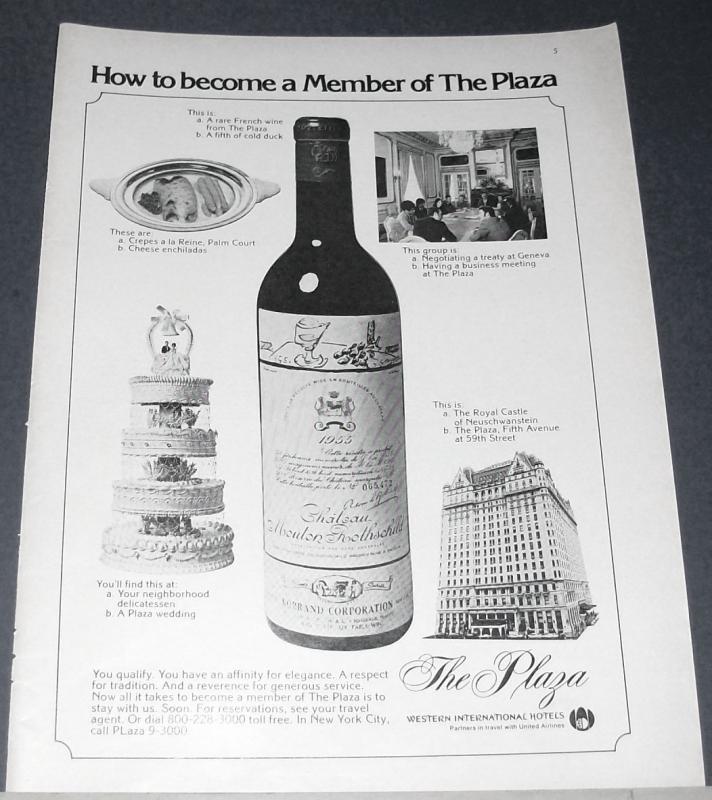 5
How to become a Member of The Plaza
This is:
a. A rare French wine
from The Plaza
b. A fifth of cold duck
These are:
a. Crepes a la Reine, Palm Court
b. Cheese enchiladas
This group is:
a. Negotiating a treaty at Geneva
b. Having a business meeting
at The Plaza
1955
Château
Mouton Rothschild
CORPORATION
This is:
a. The Royal Castle
of Neuschwanstein
b. The Plaza, Fifth Avenue
at 59th Street
You'll find this at:
a. Your neighborhood
delicatessen
b. A Plaza wedding
You qualify. You have an affinity for elegance. A respect
for tradition. And a reverence for generous service.
Now all it takes to become a member of The Plaza is to
stay with us. Soon. For reservations, see your travel
agent. Or dial 800-228-3000 toll free. In New York City,
call PLaza 9-3000
The Plaza
WESTERN INTERNATIONAL HOTELS
Partners in travel with United Airlines